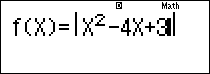 D Math
f(X)=|X²-4X+3|